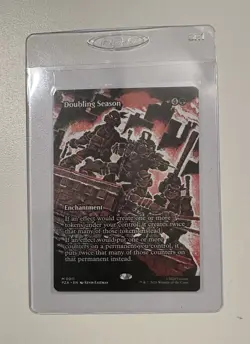 Doubling Season
Enchantment
If an effect would create one or more
tokens under your control, it creates twice
that many of those tokens instead.
If an effect would put one or more
counters on a permanent you control, it
puts twice that many of those counters on
that permanent instead.
Kevin Eastman